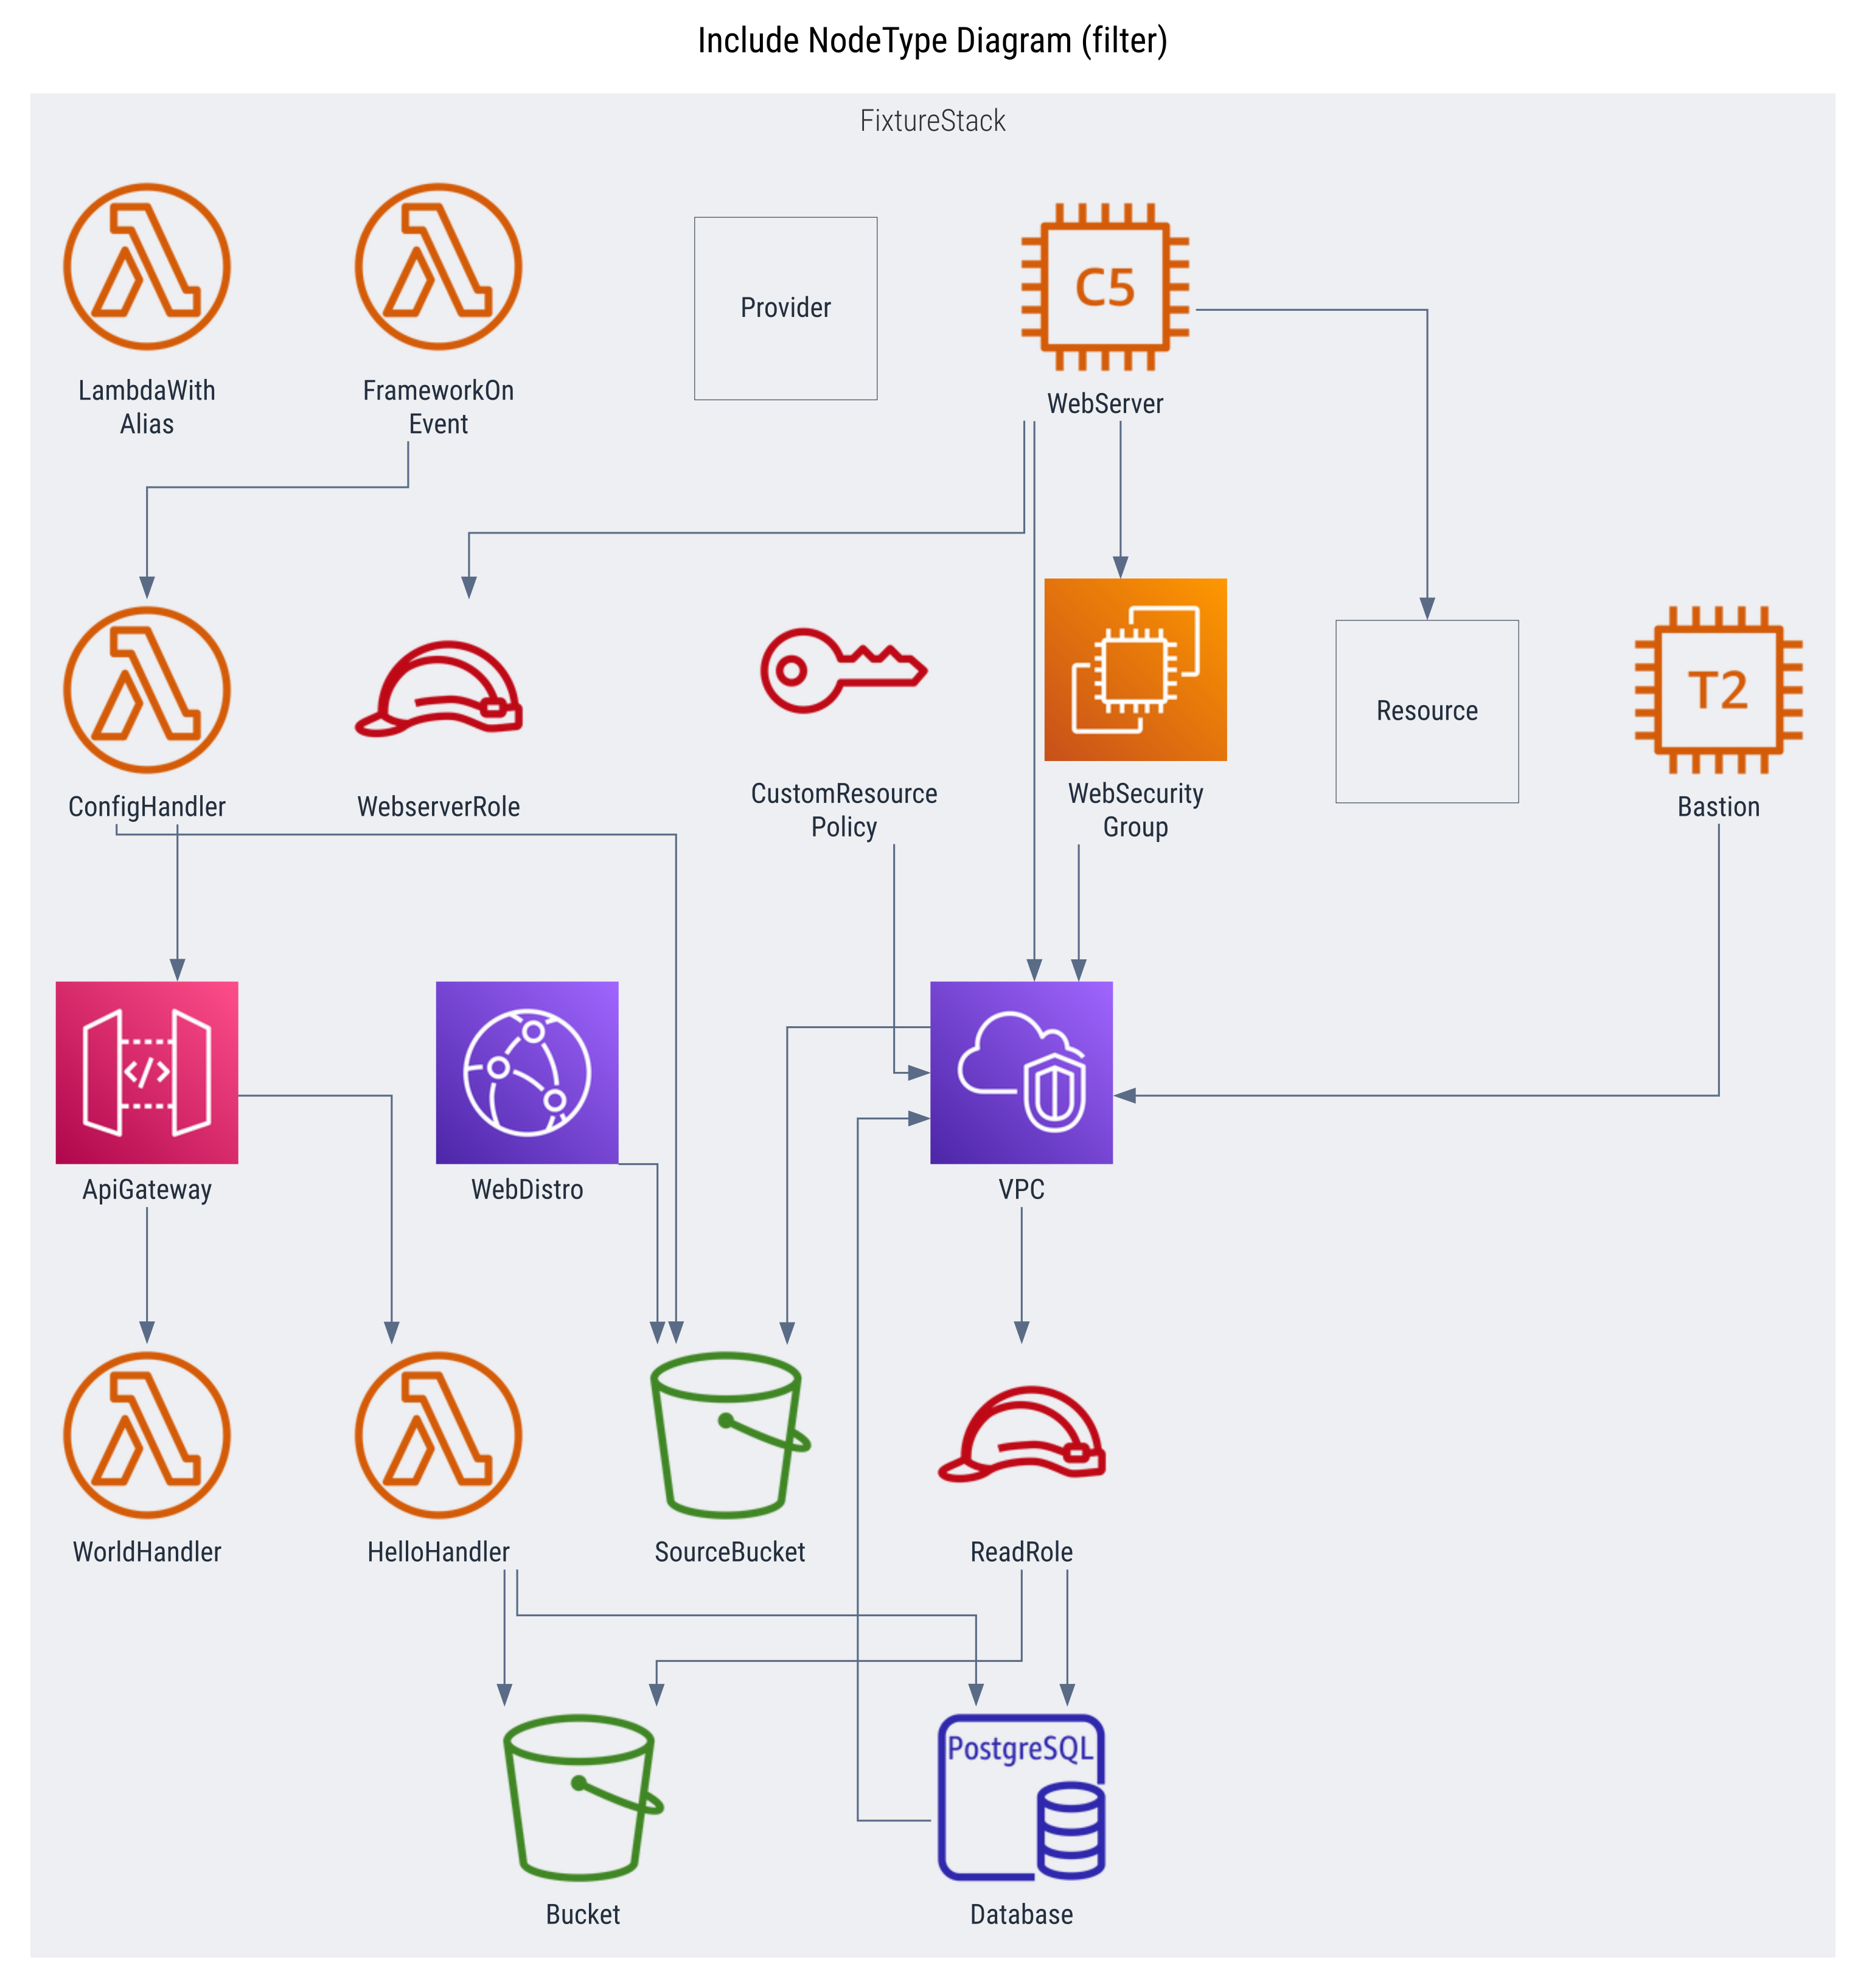 Include NodeType Diagram (filter)
FixtureStack
LambdaWith
Alias
FrameworkOn
Event
Provider
C5
WebServer
ConfigHandler
WebserverRole
CustomResource
Policy
WebSecurity
Group
Resource
T2
Bastion
</>
ApiGateway
WebDistro
VPC
WorldHandler
HelloHandler
SourceBucket
ReadRole
Bucket
PostgreSQL
Database